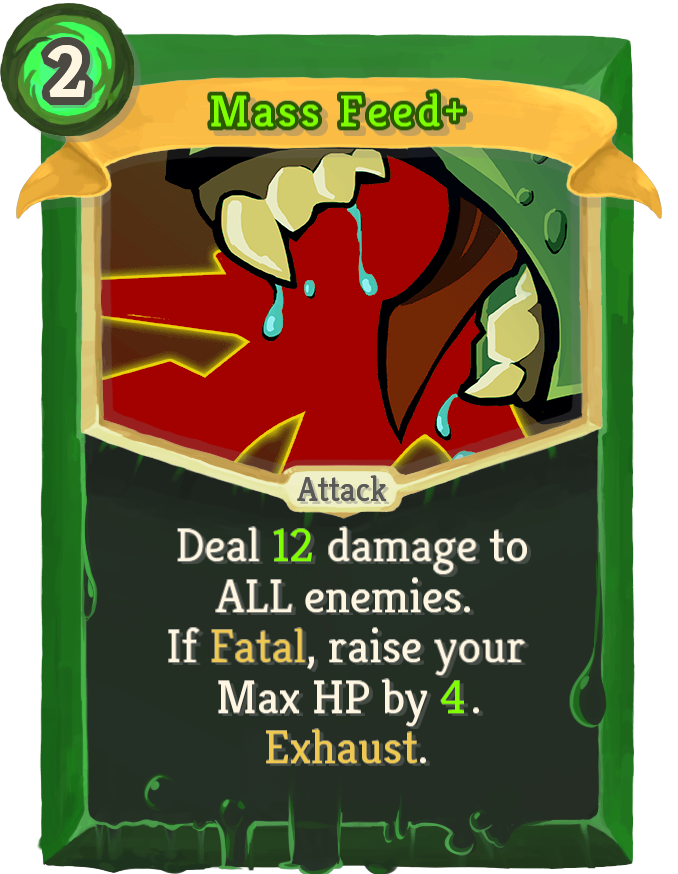 2
Mass Feed+
Attack
Deal 12 damage to
ALL enemies.
If Fatal, raise your
Max HP by 4.
Exhaust.